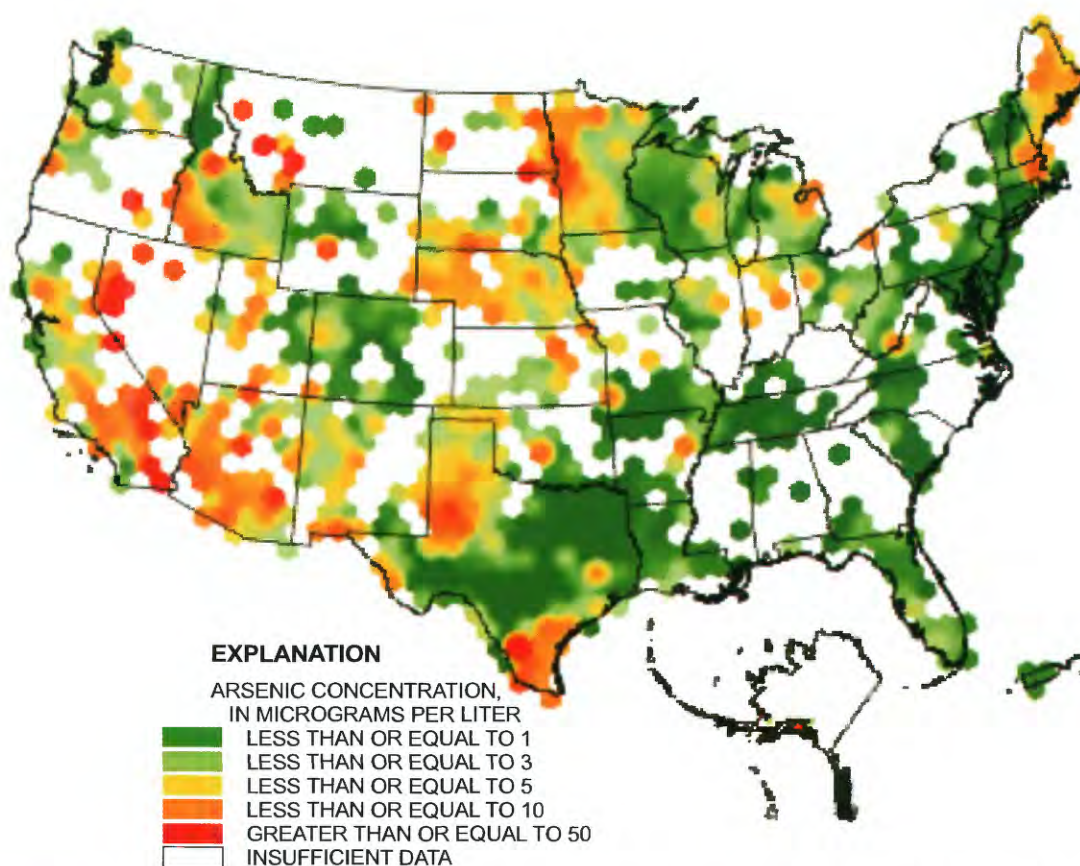 EXPLANATION
ARSENIC CONCENTRATION,
IN MICROGRAMS PER LITER
LESS THAN OR EQUAL TO 1
LESS THAN OR EQUAL TO 3
LESS THAN OR EQUAL TO 5
LESS THAN OR EQUAL TO 10
GREATER THAN OR EQUAL TO 50
INSUFFICIENT DATA